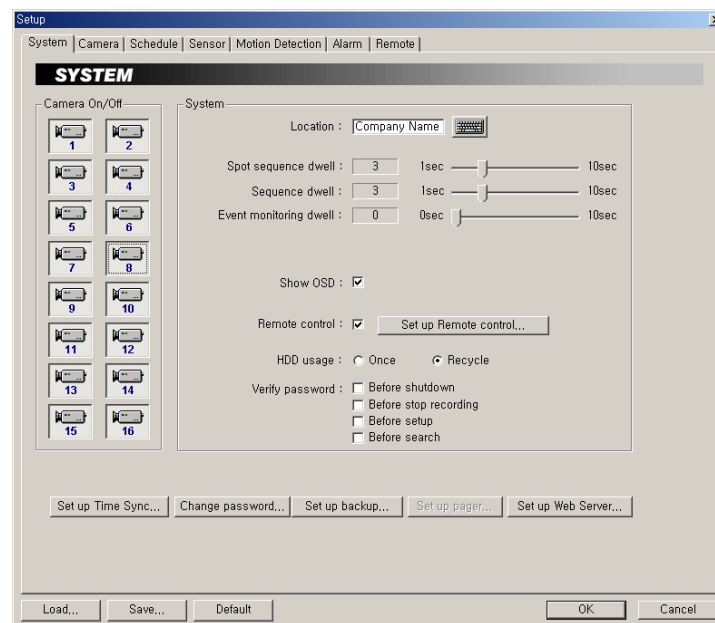 Setup
System Camera Schedule Sensor Motion Detection Alarm Remote
SYSTEM
Camera On/Off
1 2
3 4
5 6
7 8
9 10
11 12
13 14
15 16
System
Location : Company Name
Spot sequence dwell : 3 1sec 10sec
Sequence dwell : 3 1sec 10sec
Event monitoring dwell : 0 0sec 10sec
Show OSD :
Remote control : Set up Remote control,,,
HDD usage : Once Recycle
Verify password : Before shutdown
Before stop recording
Before setup
Before search
Set up Time Sync,,, Change password,,, Set up backup,,, Set up pager,,, Set up Web Server,,,
Load,,, Save,,, Default OK Cancel